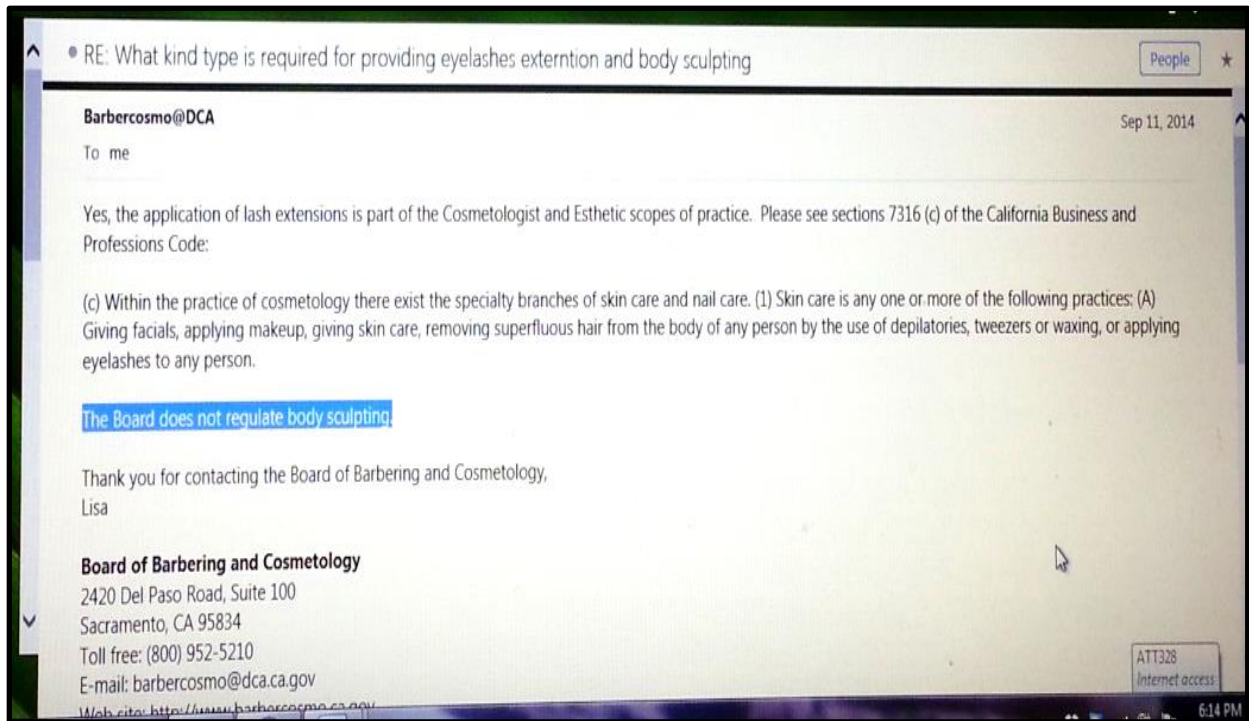 RE: What kind type is required for providing eyelashes externtion and body sculpting
People
Barbercosmo@DCA
Sep 11, 2014
To me
Yes, the application of lash extensions is part of the Cosmetologist and Esthetic scopes of practice. Please see sections 7316 (c) of the California Business and
Professions Code:
(c) Within the practice of cosmetology there exist the specialty branches of skin care and nail care. (1) Skin care is any one or more of the following practices: (A)
Giving facials, applying makeup, giving skin care, removing superfluous hair from the body of any person by the use of depilatories, tweezers or waxing, or applying
eyelashes to any person.
The Board does not regulate body sculpting.
Thank you for contacting the Board of Barbering and Cosmetology,
Lisa
Board of Barbering and Cosmetology
2420 Del Paso Road, Suite 100
Sacramento, CA 95834
Toll free: (800) 952-5210
E-mail: barbercosmo@dca.ca.gov
Web site: http://www.barbercosmo.ca.gov
ATT328
Internet access
6:14 PM